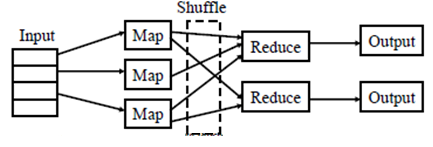 Shuffle
Input
Map
Map
Map
Reduce
Reduce
Output
Output